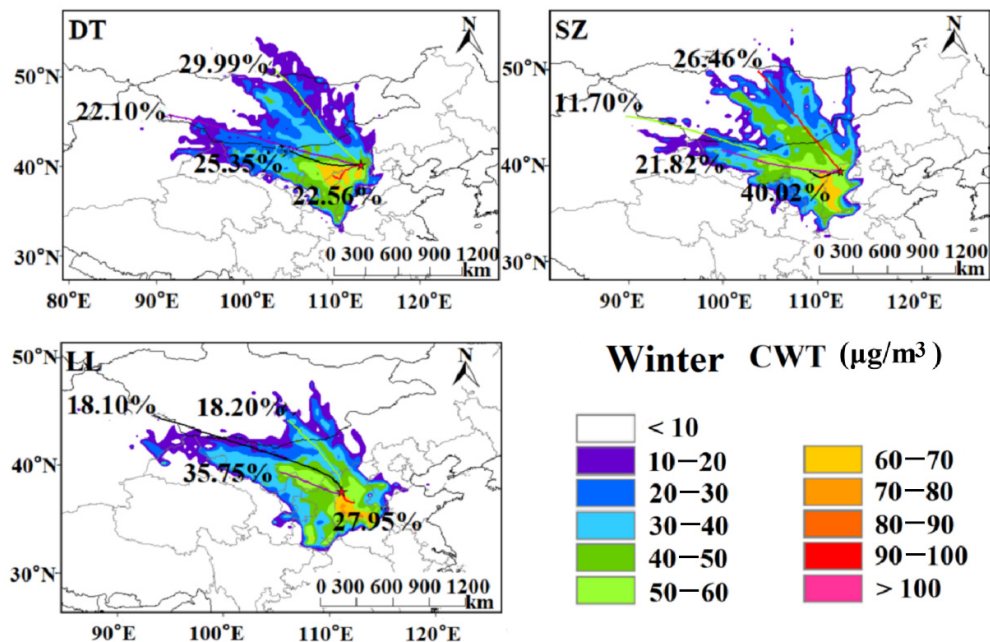 DT
N
29.99%
50°N
22.10%
40°N
25.35%
22.56%
0 300 600 900 1200
km
30°N
80°E 90°E 100°E 110°E 120°E
SZ
N
26.46%
50°N
11.70%
40°N
21.82%
40.02%
0 300 600 900 1200
km
30°N
90°E 100°E 110°E 120°E
LL
N
50°N
18.10% 18.20%
40°N
35.75%
27.95%
30°N
0 300 600 900 1200
km
90°E 100°E 110°E 120°E
Winter CWT (μg/m³)
< 10
10—20
20—30
30—40
40—50
50—60
60—70
70—80
80—90
90—100
> 100